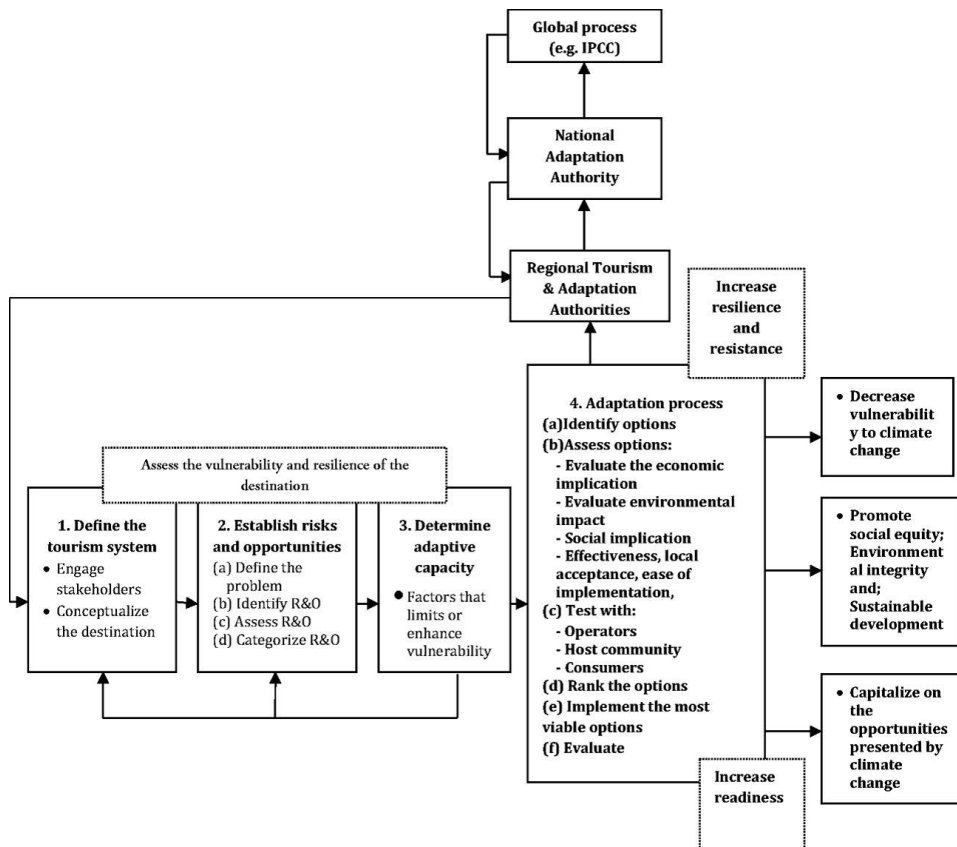 Global process
(e.g. IPCC)
National
Adaptation
Authority
Regional Tourism
& Adaptation
Authorities
Increase
resilience
and
resistance
Assess the vulnerability and resilience of the
destination
1. Define the
tourism system
• Engage
stakeholders
• Conceptualize
the destination
2. Establish risks
and opportunities
(a) Define the
problem
(b) Identify R&O
(c) Assess R&O
(d) Categorize R&O
3. Determine
adaptive
capacity
• Factors that
limits or
enhance
vulnerability
4. Adaptation process
(a)Identify options
(b)Assess options:
- Evaluate the economic
implication
- Evaluate environmental
impact
- Social implication
- Effectiveness, local
acceptance, ease of
implementation,
(c) Test with:
- Operators
- Host community
- Consumers
(d) Rank the options
(e) Implement the most
viable options
(f) Evaluate
Increase
readiness
• Decrease
vulnerabilit
y to climate
change
• Promote
social equity;
Environment
al integrity
and;
Sustainable
development
• Capitalize on
the
opportunities
presented by
climate
change